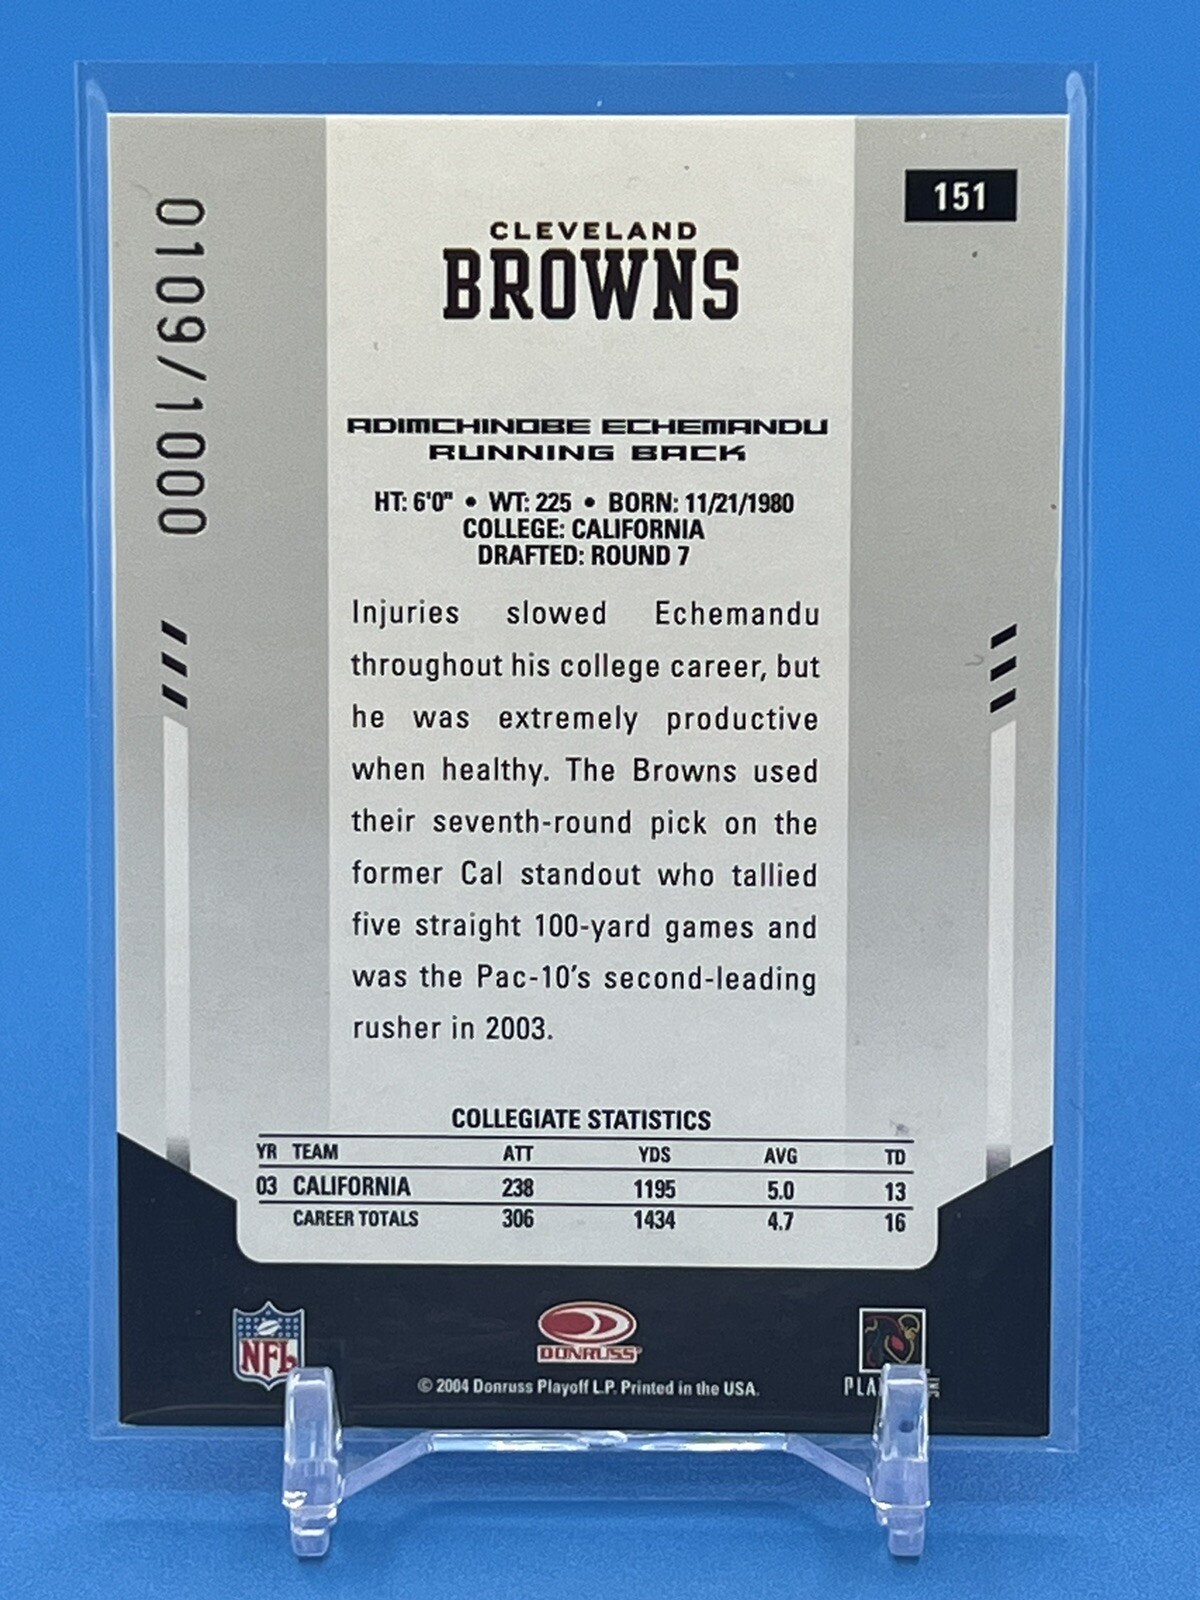 151
0109/1000
CLEVELAND
BROWNS
ADIMCHINOBE ECHEMANDU
RUNNING BACK
HT: 6'0" • WT: 225 • BORN: 11/21/1980
COLLEGE: CALIFORNIA
DRAFTED: ROUND 7
Injuries slowed Echemandu
throughout his college career, but
he was extremely productive
when healthy. The Browns used
their seventh-round pick on the
former Cal standout who tallied
five straight 100-yard games and
was the Pac-10's second-leading
rusher in 2003.
COLLEGIATE STATISTICS
YR TEAM ATT YDS AVG TD
03 CALIFORNIA 238 1195 5.0 13
CAREER TOTALS 306 1434 4.7 16
NFL
DONRUSS
© 2004 Donruss Playoff L.P. Printed in the USA.